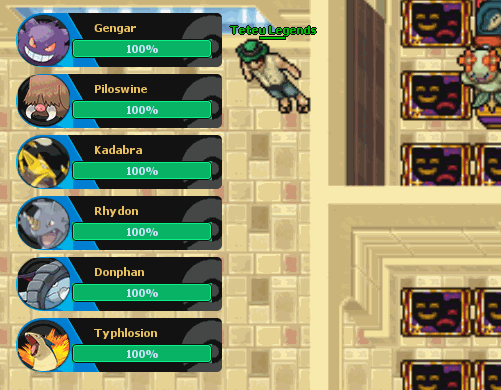 Gengar
100%
Teteu Legends
Piloswine
100%
Kadabra
100%
Rhydon
100%
Donphan
100%
Typhlosion
100%